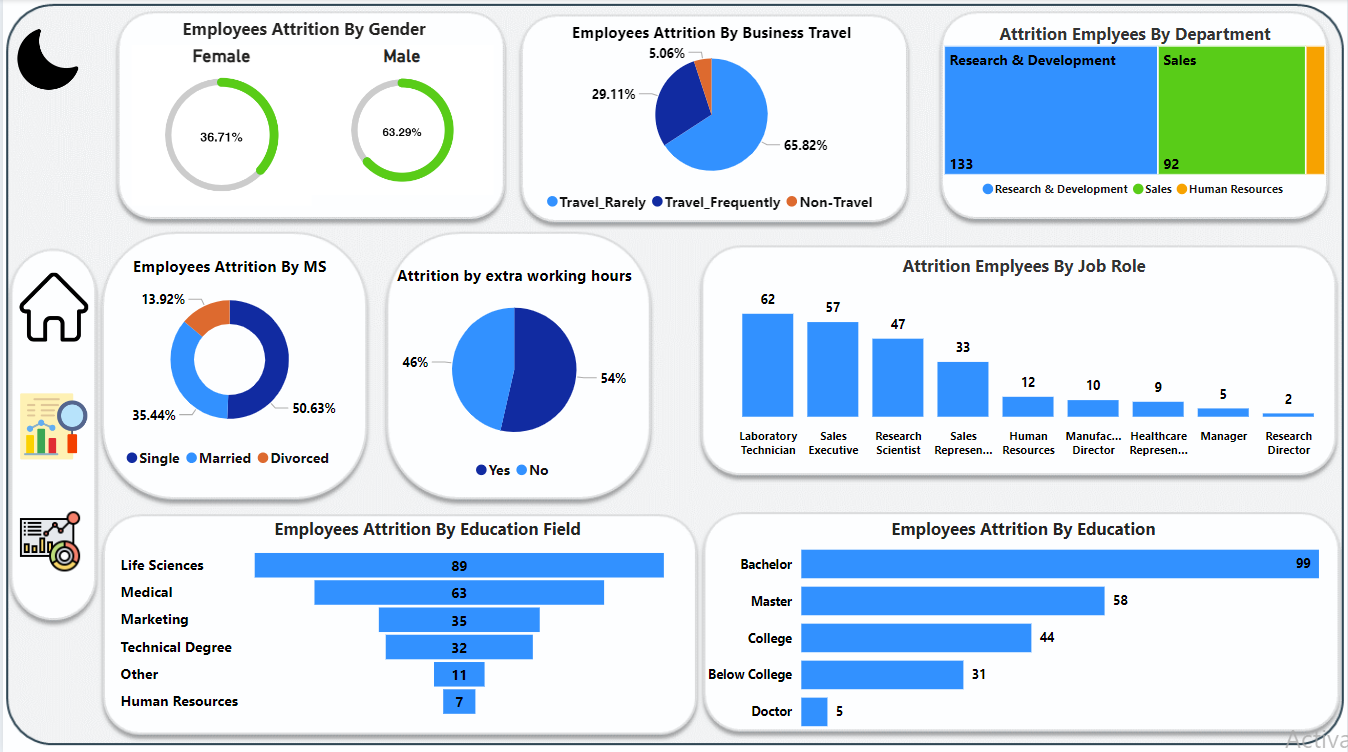 Employees Attrition By Gender
Female
Male
36.71%
63.29%
Employees Attrition By Business Travel
5.06%
29.11%
65.82%
Travel_Rarely Travel_Frequently Non-Travel
Attrition Emplyees By Department
Research & Development
Sales
133
92
Research & Development Sales Human Resources
Employees Attrition By MS
13.92%
35.44%
50.63%
Single Married Divorced
Attrition by extra working hours
46%
54%
Yes No
Attrition Emplyees By Job Role
62
57
47
33
12
10
9
5
2
Laboratory
Technician
Sales
Executive
Research
Scientist
Sales
Represen...
Human
Resources
Manufac...
Director
Healthcare
Represen...
Manager
Research
Director
Employees Attrition By Education Field
Life Sciences 89
Medical 63
Marketing 35
Technical Degree 32
Other 11
Human Resources 7
Employees Attrition By Education
Bachelor 99
Master 58
College 44
Below College 31
Doctor 5
Activa